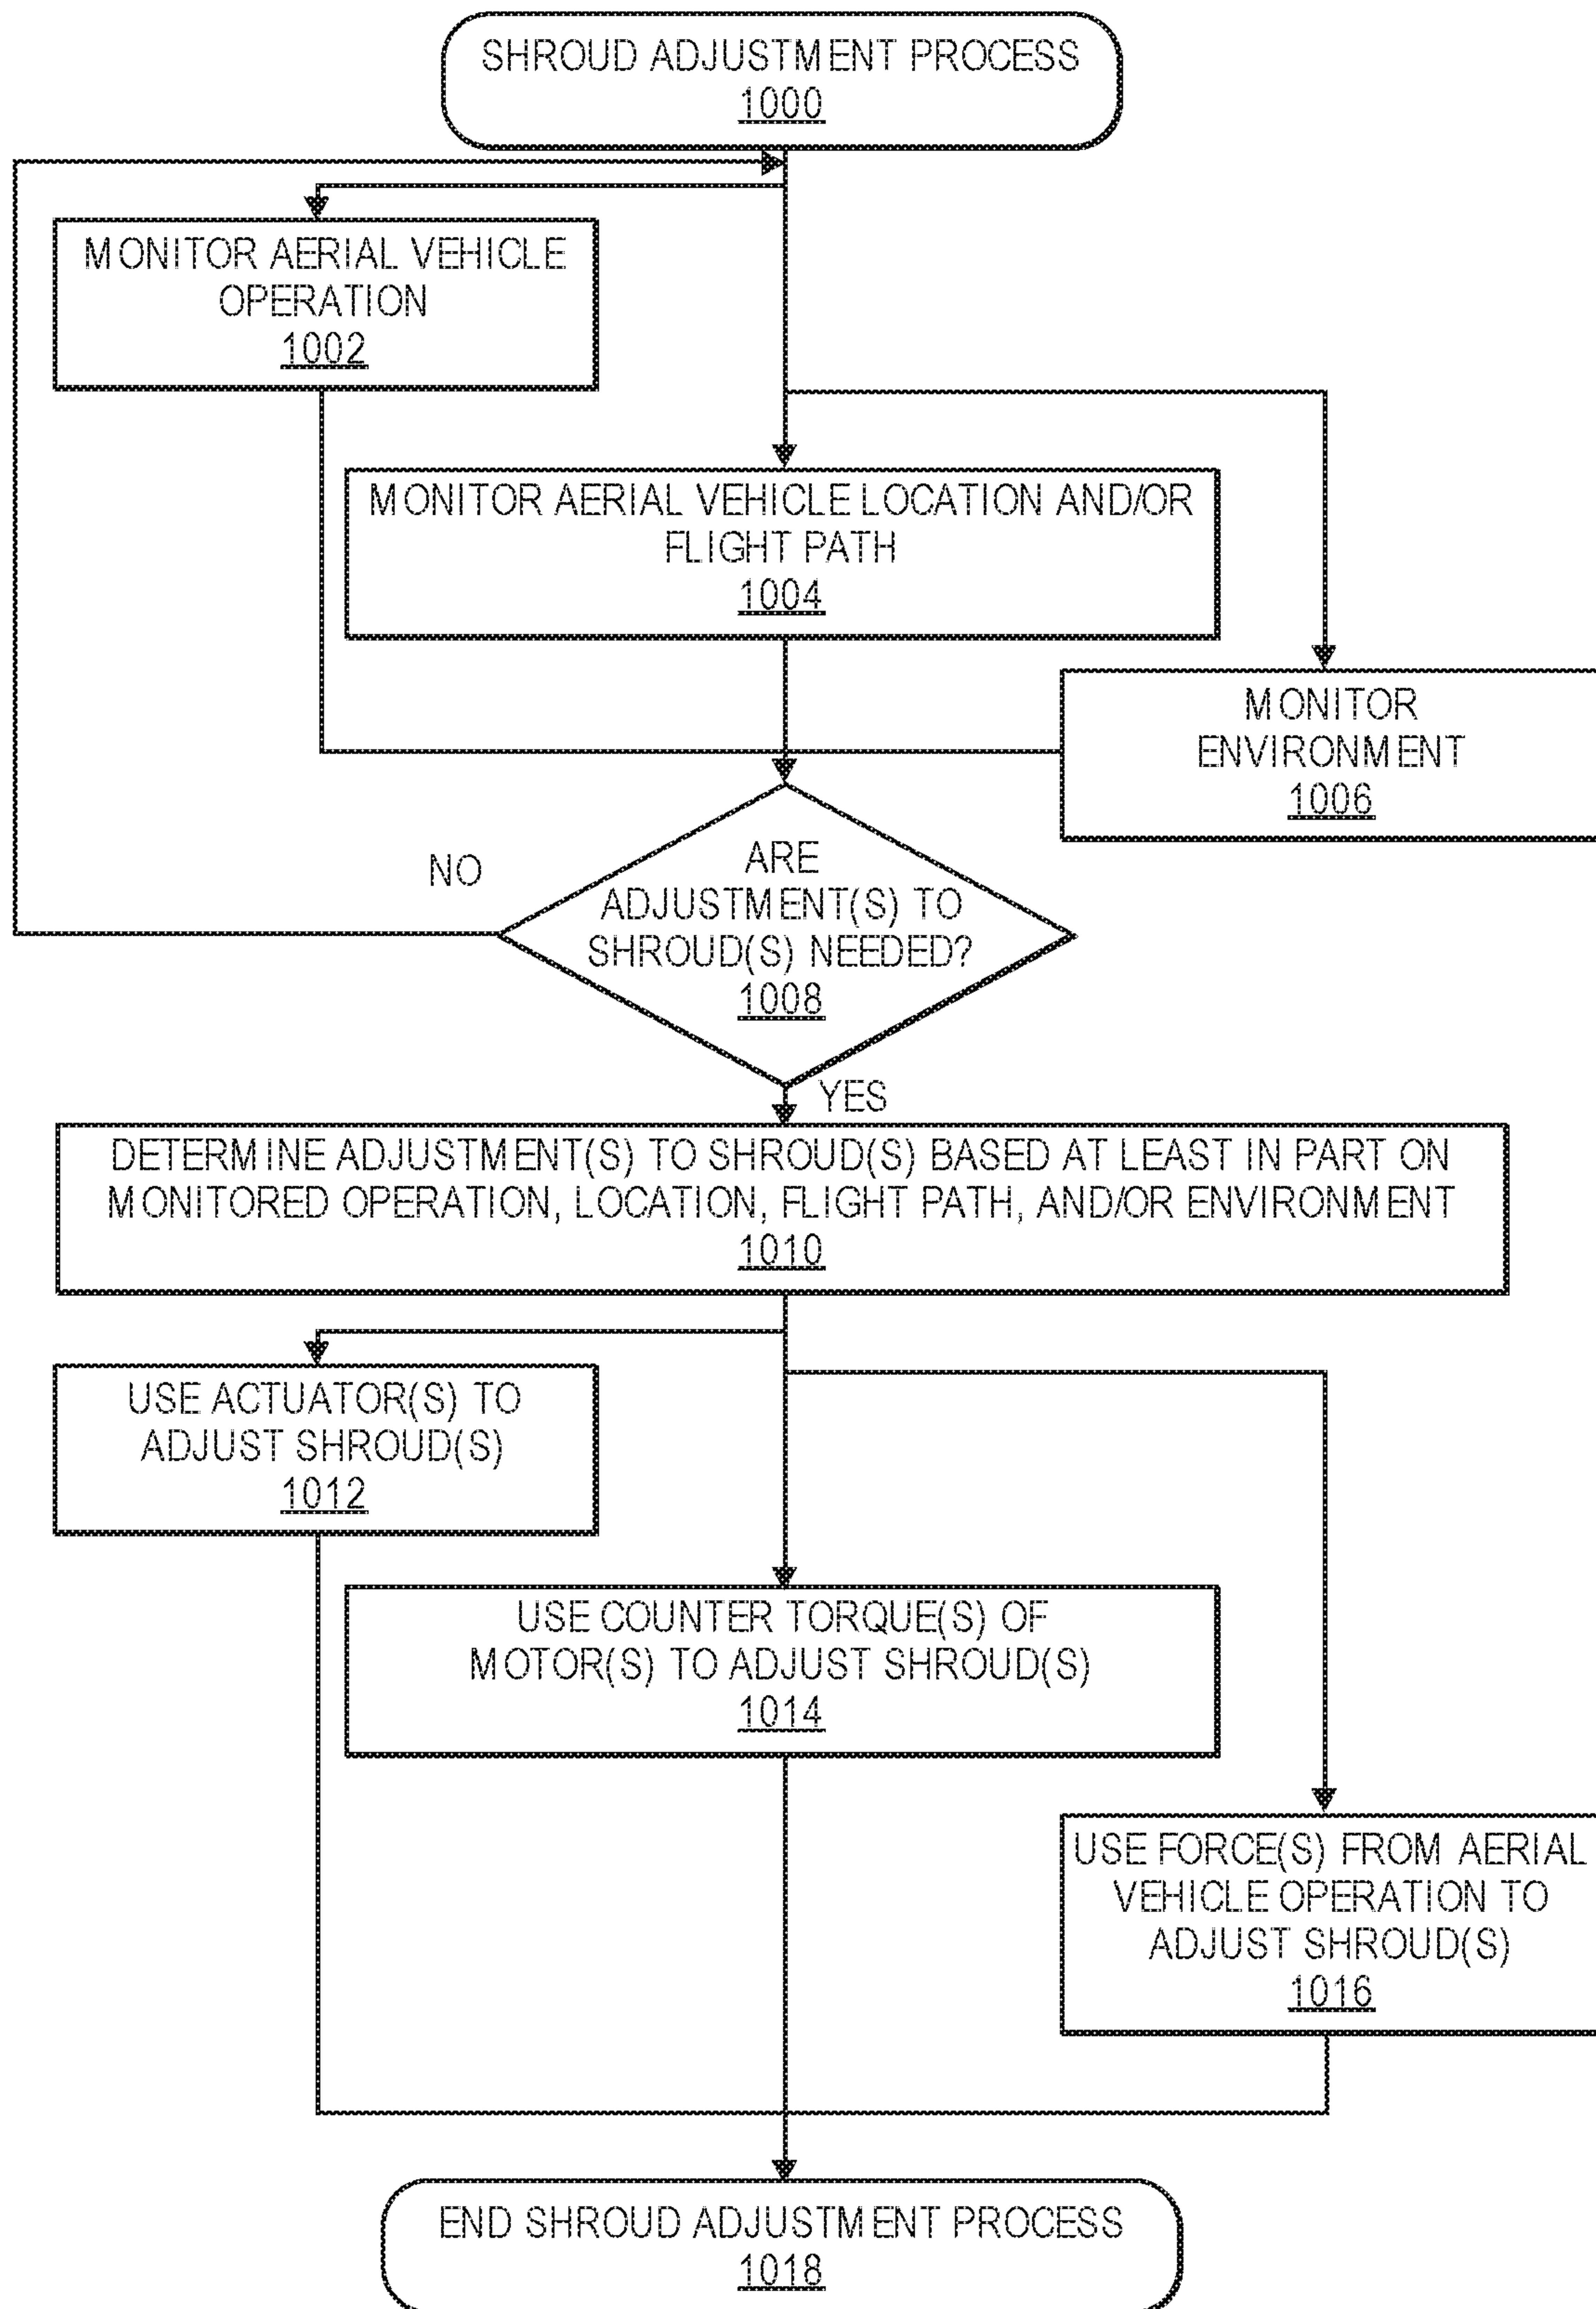 SHROUD ADJUSTMENT PROCESS
1000
MONITOR AERIAL VEHICLE
OPERATION
1002
MONITOR AERIAL VEHICLE LOCATION AND/OR
FLIGHT PATH
1004
MONITOR
ENVIRONMENT
1006
NO
ARE
ADJUSTMENT(S) TO
SHROUD(S) NEEDED?
1008
YES
DETERMINE ADJUSTMENT(S) TO SHROUD(S) BASED AT LEAST IN PART ON
MONITORED OPERATION, LOCATION, FLIGHT PATH, AND/OR ENVIRONMENT
1010
USE ACTUATOR(S) TO
ADJUST SHROUD(S)
1012
USE COUNTER TORQUE(S) OF
MOTOR(S) TO ADJUST SHROUD(S)
1014
USE FORCE(S) FROM AERIAL
VEHICLE OPERATION TO
ADJUST SHROUD(S)
1016
END SHROUD ADJUSTMENT PROCESS
1018